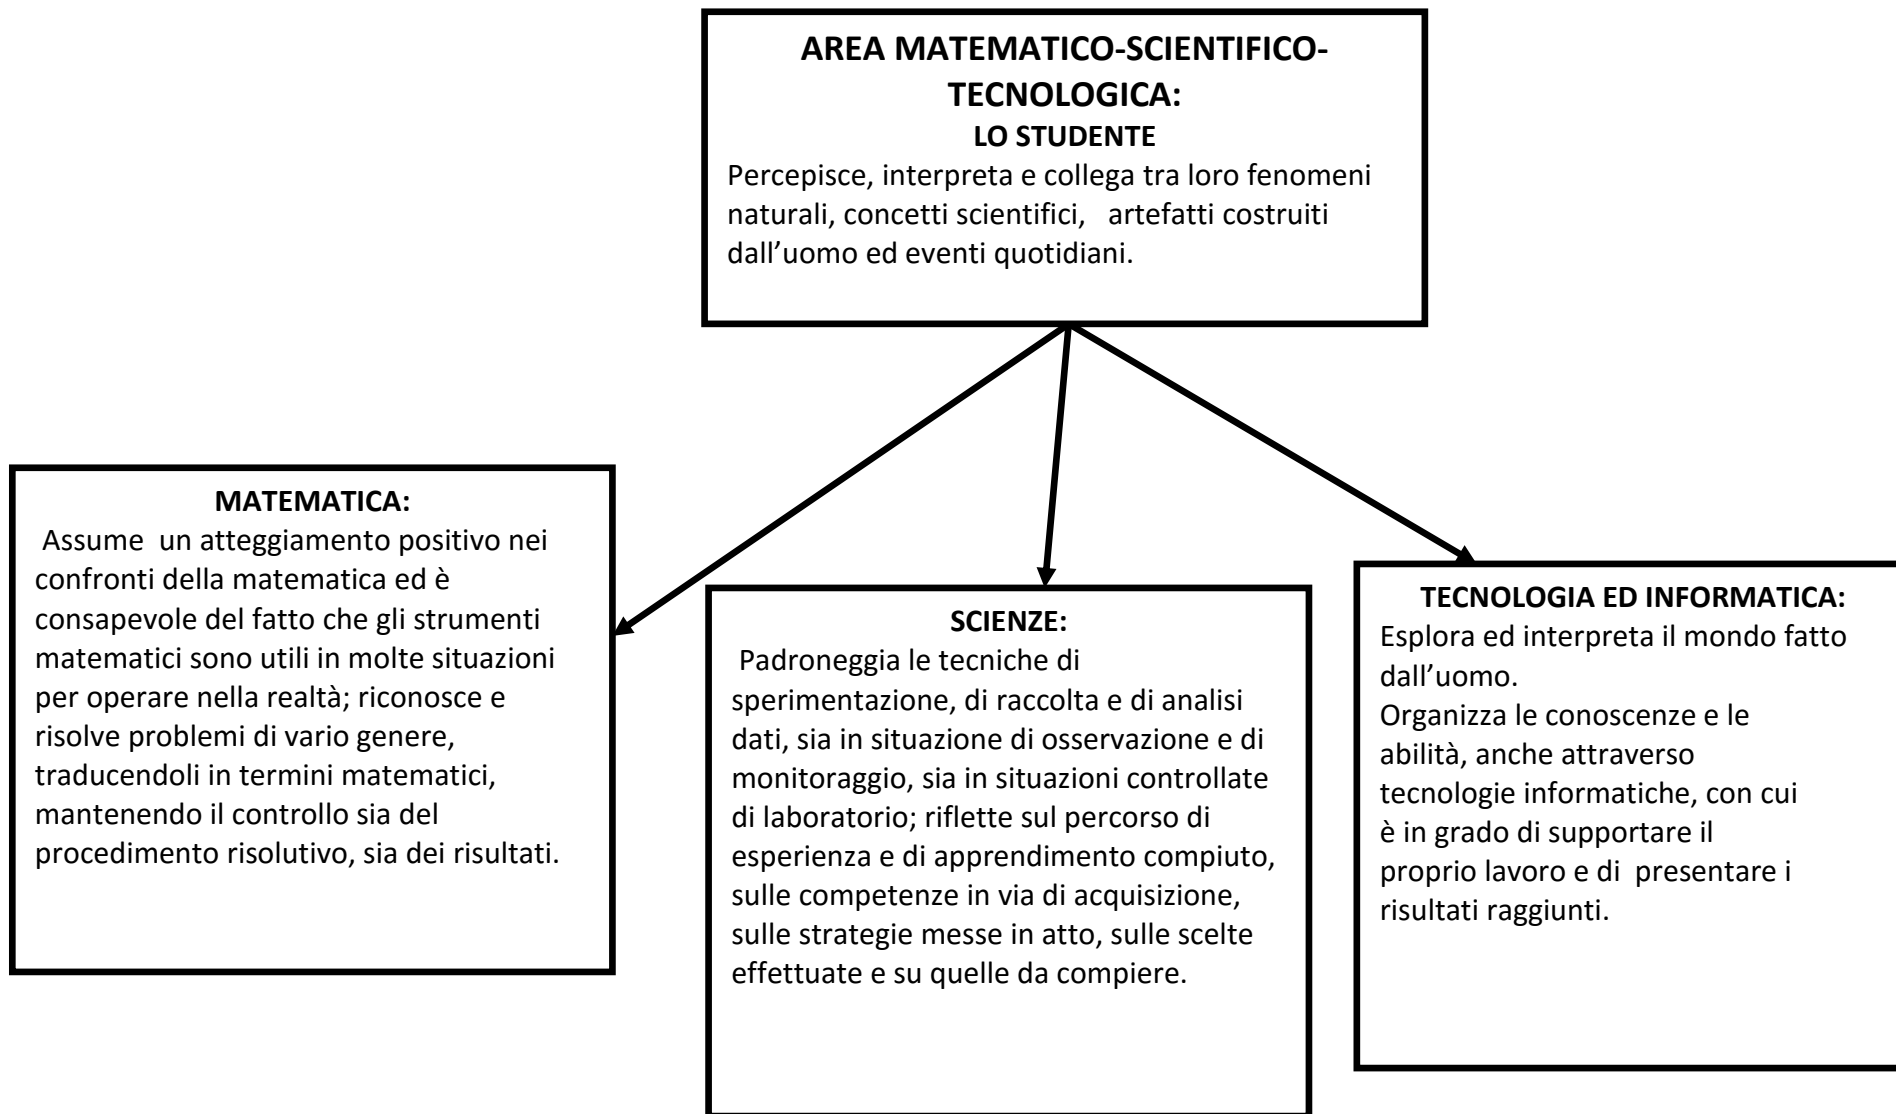 AREA MATEMATICO-SCIENTIFICO-
TECNOLOGICA:
LO STUDENTE
Percepisce, interpreta e collega tra loro fenomeni
naturali, concetti scientifici,   artefatti costruiti
dall’uomo ed eventi quotidiani.
MATEMATICA:
Assume  un atteggiamento positivo nei
confronti della matematica ed è
consapevole del fatto che gli strumenti
matematici sono utili in molte situazioni
per operare nella realtà; riconosce e
risolve problemi di vario genere,
traducendoli in termini matematici,
mantenendo il controllo sia del
procedimento risolutivo, sia dei risultati.
SCIENZE:
Padroneggia le tecniche di
sperimentazione, di raccolta e di analisi
dati, sia in situazione di osservazione e di
monitoraggio, sia in situazioni controllate
di laboratorio; riflette sul percorso di
esperienza e di apprendimento compiuto,
sulle competenze in via di acquisizione,
sulle strategie messe in atto, sulle scelte
effettuate e su quelle da compiere.
TECNOLOGIA ED INFORMATICA:
Esplora ed interpreta il mondo fatto
dall’uomo.
Organizza le conoscenze e le
abilità, anche attraverso
tecnologie informatiche, con cui
è in grado di supportare il
proprio lavoro e di  presentare i
risultati raggiunti.